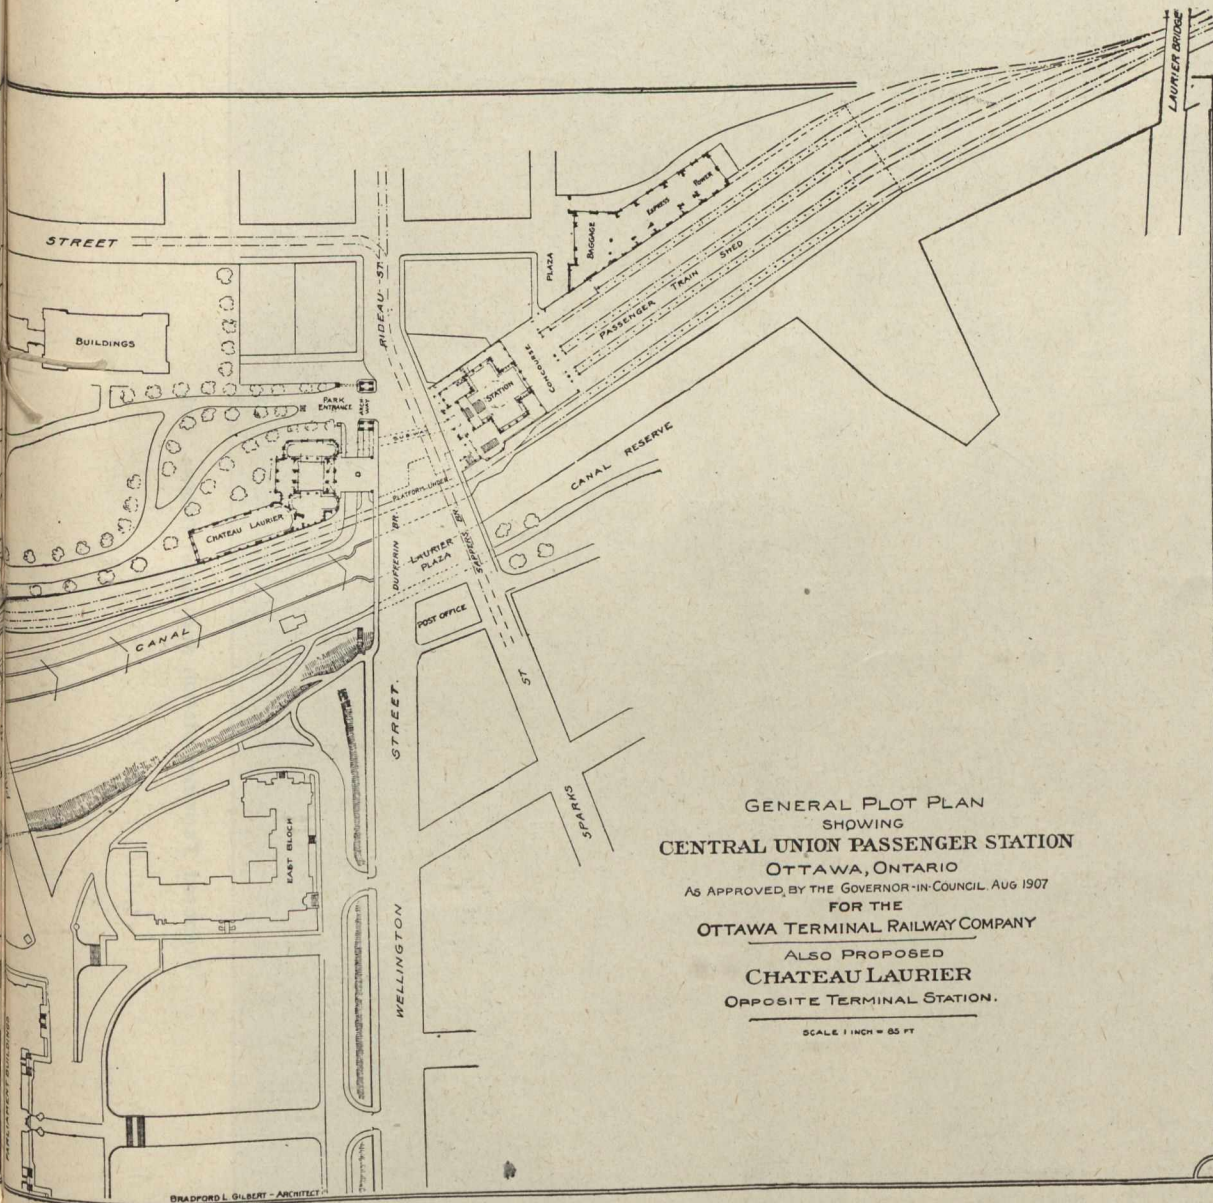 LAURIER BRIDGE
STREET
BUILDINGS
RIDEAU ST.
PLAZA
BAGGAGE
EXPRESS
POWER
PASSENGER TRAIN SHED
CONCOURSE
STATION
PARK
ENTRANCE
ARCH
WAY
CANAL RESERVE
PLATFORM UNDER
CHATEAU LAURIER
DUFFERIN BR.
LAURIER
PLAZA
SAPPERS BR.
CANAL
POST OFFICE
ST
STREET.
SPARKS
EAST BLOCK
WELLINGTON
PARLIAMENT BUILDINGS
GENERAL PLOT PLAN
SHOWING
CENTRAL UNION PASSENGER STATION
OTTAWA, ONTARIO
AS APPROVED BY THE GOVERNOR-IN-COUNCIL AUG 1907
FOR THE
OTTAWA TERMINAL RAILWAY COMPANY
ALSO PROPOSED
CHATEAU LAURIER
OPPOSITE TERMINAL STATION.
SCALE 1 INCH = 85 FT
BRADFORD L. GILBERT - ARCHITECT